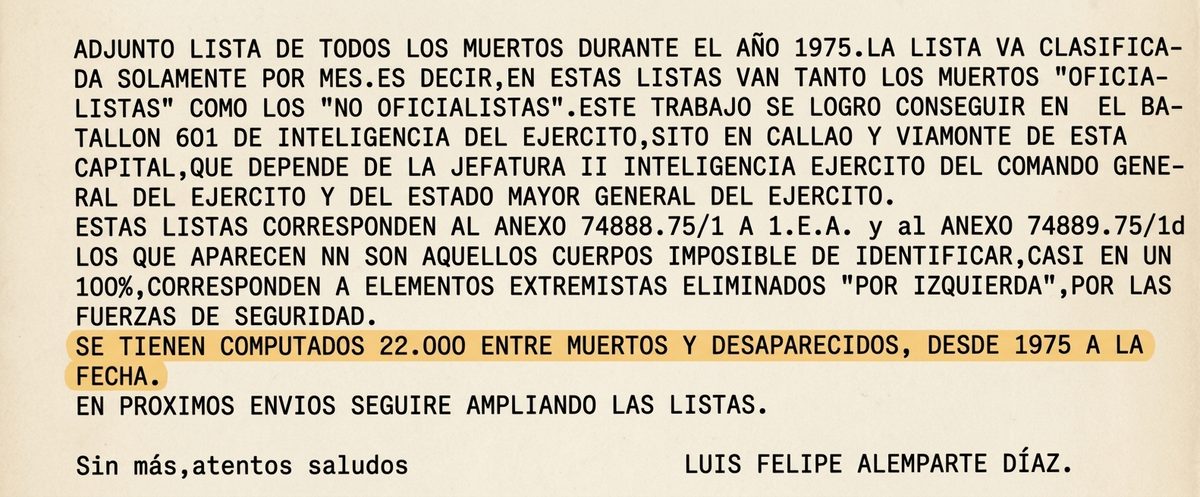 ADJUNTO LISTA DE TODOS LOS MUERTOS DURANTE EL AÑO 1975.LA LISTA VA CLASIFICA-
DA SOLAMENTE POR MES.ES DECIR,EN ESTAS LISTAS VAN TANTO LOS MUERTOS "OFICIA-
LISTAS" COMO LOS "NO OFICIALISTAS".ESTE TRABAJO SE LOGRO CONSEGUIR EN  EL BA-
TALLON 601 DE INTELIGENCIA DEL EJERCITO,SITO EN CALLAO Y VIAMONTE DE ESTA
CAPITAL,QUE DEPENDE DE LA JEFATURA II INTELIGENCIA EJERCITO DEL COMANDO GENE-
RAL DEL EJERCITO Y DEL ESTADO MAYOR GENERAL DEL EJERCITO.
ESTAS LISTAS CORRESPONDEN AL ANEXO 74888.75/1 A 1.E.A. y al ANEXO 74889.75/1d
LOS QUE APARECEN NN SON AQUELLOS CUERPOS IMPOSIBLE DE IDENTIFICAR,CASI EN UN
100%,CORRESPONDEN A ELEMENTOS EXTREMISTAS ELIMINADOS "POR IZQUIERDA",POR LAS
FUERZAS DE SEGURIDAD.
SE TIENEN COMPUTADOS 22.000 ENTRE MUERTOS Y DESAPARECIDOS, DESDE 1975 A LA
FECHA.
EN PROXIMOS ENVIOS SEGUIRE AMPLIANDO LAS LISTAS.
Sin más,atentos saludos LUIS FELIPE ALEMPARTE DÍAZ.